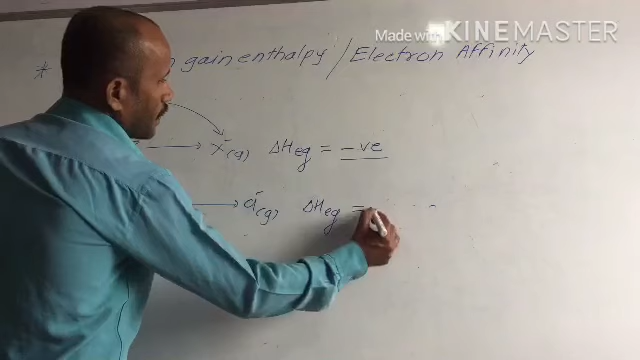 Made with KINEMASTER
* n gain enthalpy / Electron Affinity
→ X⁻(g) ΔHeg = -ve
→ (g) ΔHeg =